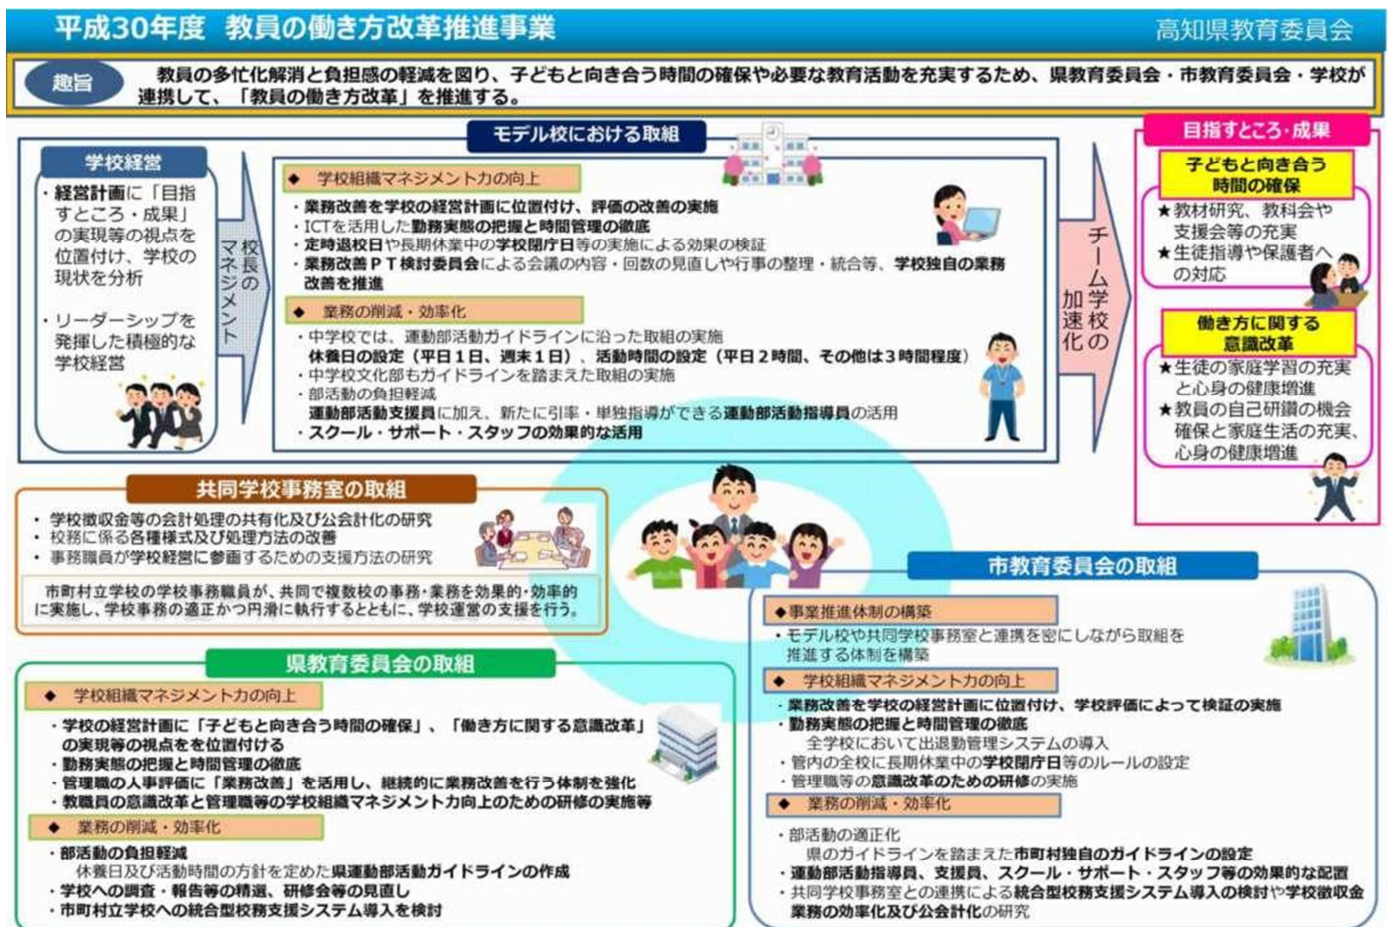 平成30年度 教員の働き方改革推進事業
高知県教育委員会
趣旨
教員の多忙化解消と負担感の軽減を図り、子どもと向き合う時間の確保や必要な教育活動を充実するため、県教育委員会・市教育委員会・学校が
連携して、「教員の働き方改革」を推進する。
モデル校における取組
学校経営
・経営計画に「目指
すところ・成果」
の実現等の視点を
位置付け、学校の
現状を分析
・リーダーシップを
発揮した積極的な
学校経営
校長の
マネジメント
◆ 学校組織マネジメント力の向上
・業務改善を学校の経営計画に位置付け、評価の改善の実施
・ICTを活用した勤務実態の把握と時間管理の徹底
・定時退校日や長期休業中の学校閉庁日等の実施による効果の検証
・業務改善PT検討委員会による会議の内容・回数の見直しや行事の整理・統合等、学校独自の業務
改善を推進
◆ 業務の削減・効率化
・中学校では、運動部活動ガイドラインに沿った取組の実施
休養日の設定（平日1日、週末1日）、活動時間の設定（平日2時間、その他は3時間程度）
・中学校文化部もガイドラインを踏まえた取組の実施
・部活動の負担軽減
運動部活動支援員に加え、新たに引率・単独指導ができる運動部活動指導員の活用
・スクール・サポート・スタッフの効果的な活用
チーム学校の
加速化
目指すところ・成果
子どもと向き合う
時間の確保
★教材研究、教科会や
支援会等の充実
★生徒指導や保護者へ
の対応
働き方に関する
意識改革
★生徒の家庭学習の充実
と心身の健康増進
★教員の自己研鑽の機会
確保と家庭生活の充実、
心身の健康増進
共同学校事務室の取組
・学校徴収金等の会計処理の共有化及び公会計化の研究
・校務に係る各種様式及び処理方法の改善
・事務職員が学校経営に参画するための支援方法の研究
市町村立学校の学校事務職員が、共同で複数校の事務・業務を効果的・効率的
に実施し、学校事務の適正かつ円滑に執行するとともに、学校運営の支援を行う。
県教育委員会の取組
◆ 学校組織マネジメント力の向上
・学校の経営計画に「子どもと向き合う時間の確保」、「働き方に関する意識改革」
の実現等の視点をを位置付ける
・勤務実態の把握と時間管理の徹底
・管理職の人事評価に「業務改善」を活用し、継続的に業務改善を行う体制を強化
・教職員の意識改革と管理職等の学校組織マネジメント力向上のための研修の実施等
◆ 業務の削減・効率化
・部活動の負担軽減
休養日及び活動時間の方針を定めた県運動部活動ガイドラインの作成
・学校への調査・報告等の精選、研修会等の見直し
・市町村立学校への統合型校務支援システム導入を検討
市教育委員会の取組
◆事業推進体制の構築
・モデル校や共同学校事務室と連携を密にしながら取組を
推進する体制を構築
◆ 学校組織マネジメント力の向上
・業務改善を学校の経営計画に位置付け、学校評価によって検証の実施
・勤務実態の把握と時間管理の徹底
全学校において出退勤管理システムの導入
・管内の全校に長期休業中の学校閉庁日等のルールの設定
・管理職等の意識改革のための研修の実施
◆ 業務の削減・効率化
・部活動の適正化
県のガイドラインを踏まえた市町村独自のガイドラインの設定
・運動部活動指導員、支援員、スクール・サポート・スタッフ等の効果的な配置
・共同学校事務室との連携による統合型校務支援システム導入の検討や学校徴収金
業務の効率化及び公会計化の研究